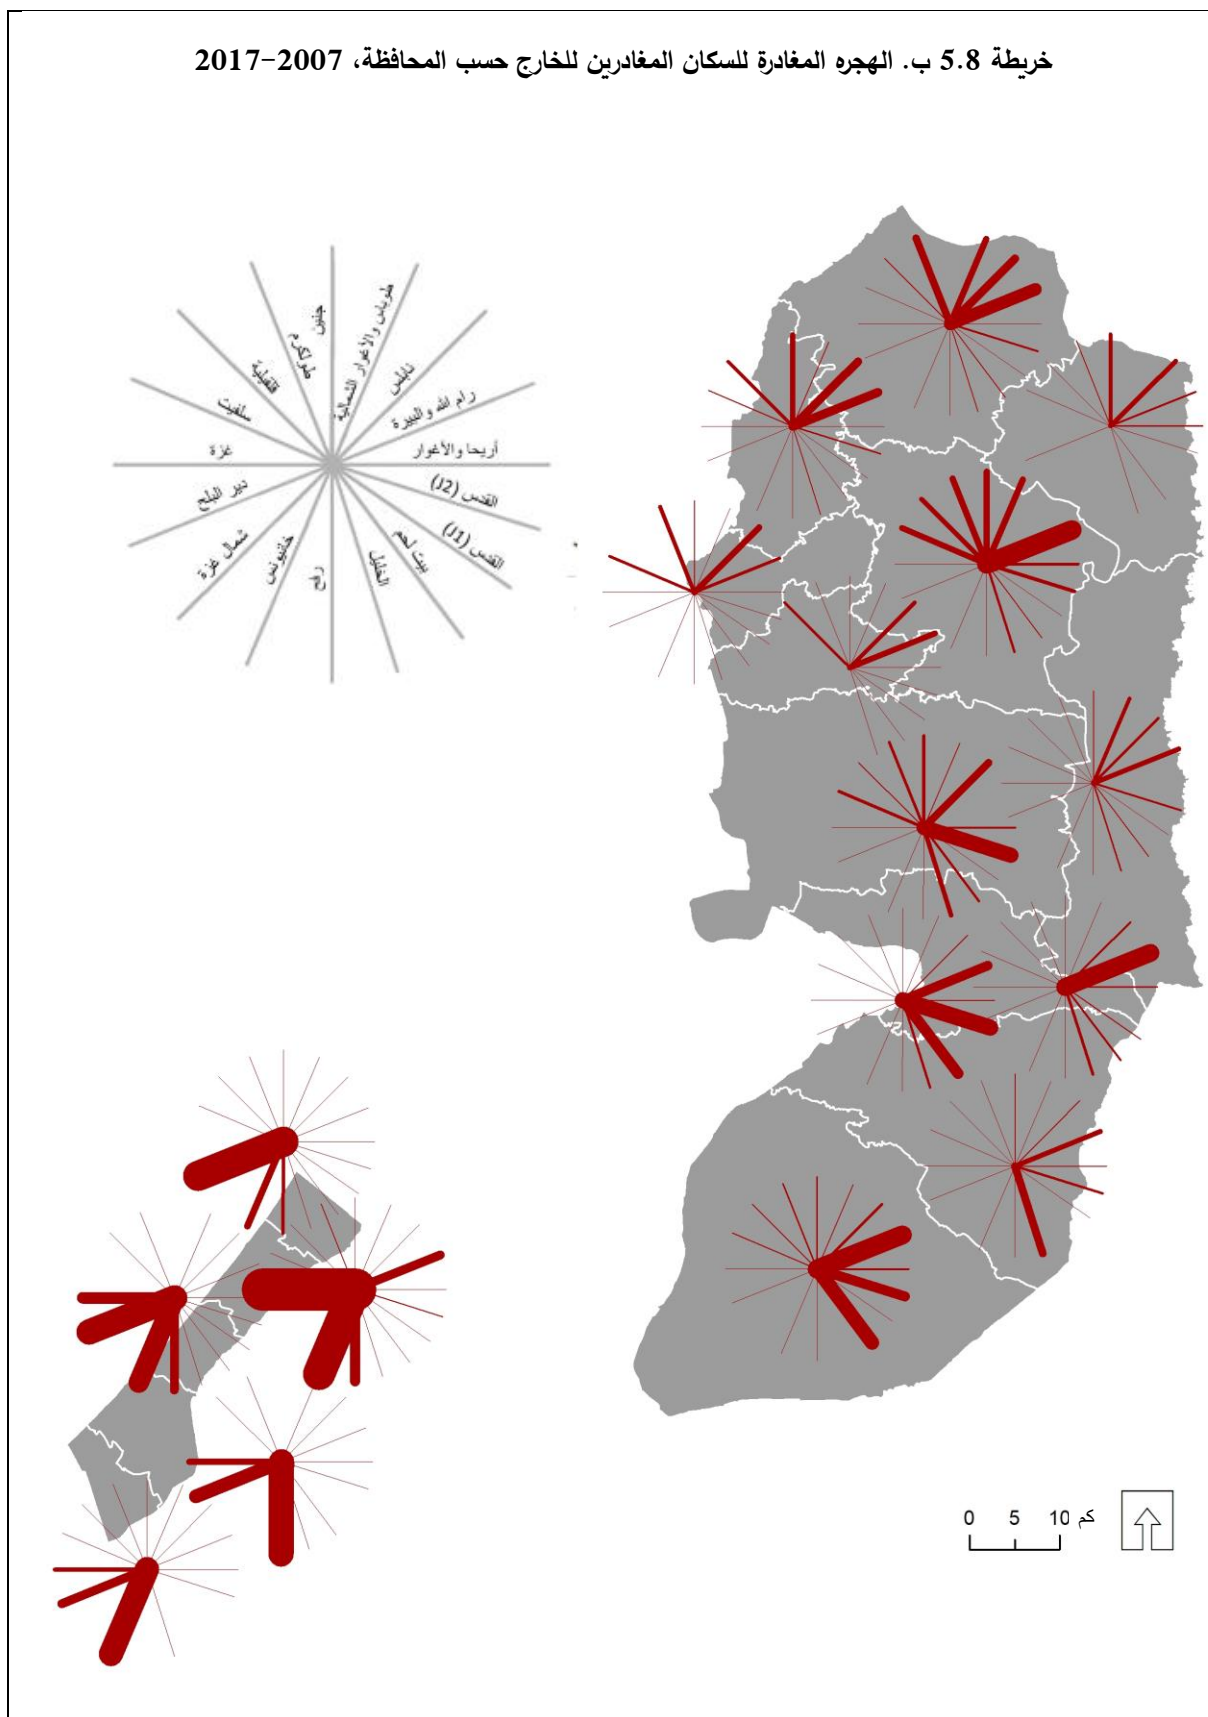 خريطة 5.8 ب. الهجره المغادرة للسكان المغادرين للخارج حسب المحافظة، 2007-2017
جنين
طوباس والأغوار الشمالية
نابلس
رام الله والبيرة
أريحا والأغوار
القدس (J2)
القدس (J1)
بيت لحم
الخليل
رفح
خانيونس
شمال غزة
دير البلح
غزة
سلفيت
قلقيلية
طولكرم
0 5 10 كم